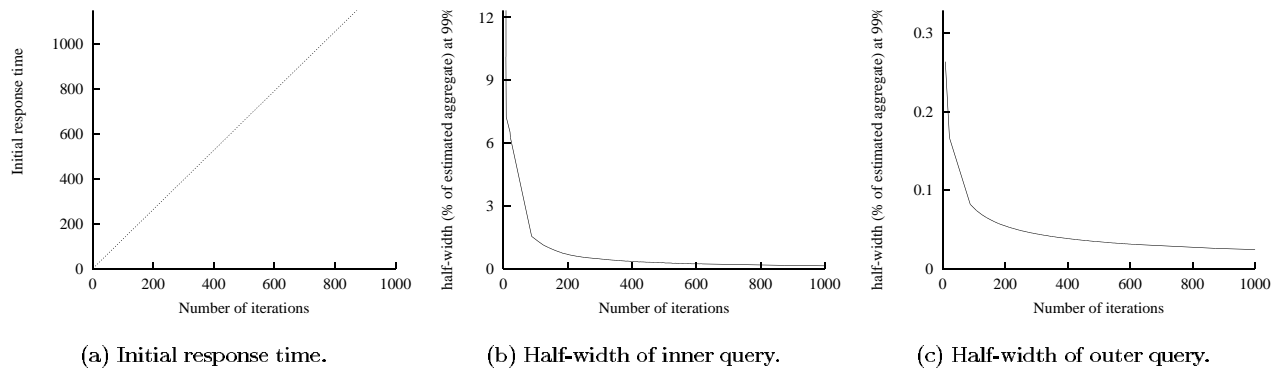 Initial response time
1000
800
600
400
200
0
0 200 400 600 800 1000
Number of iterations
(a) Initial response time.
half-width (% of estimated aggregate) at 99%
12
9
6
3
0
0 200 400 600 800 1000
Number of iterations
(b) Half-width of inner query.
half-width (% of estimated aggregate) at 99%
0.3
0.2
0.1
0
0 200 400 600 800 1000
Number of iterations
(c) Half-width of outer query.